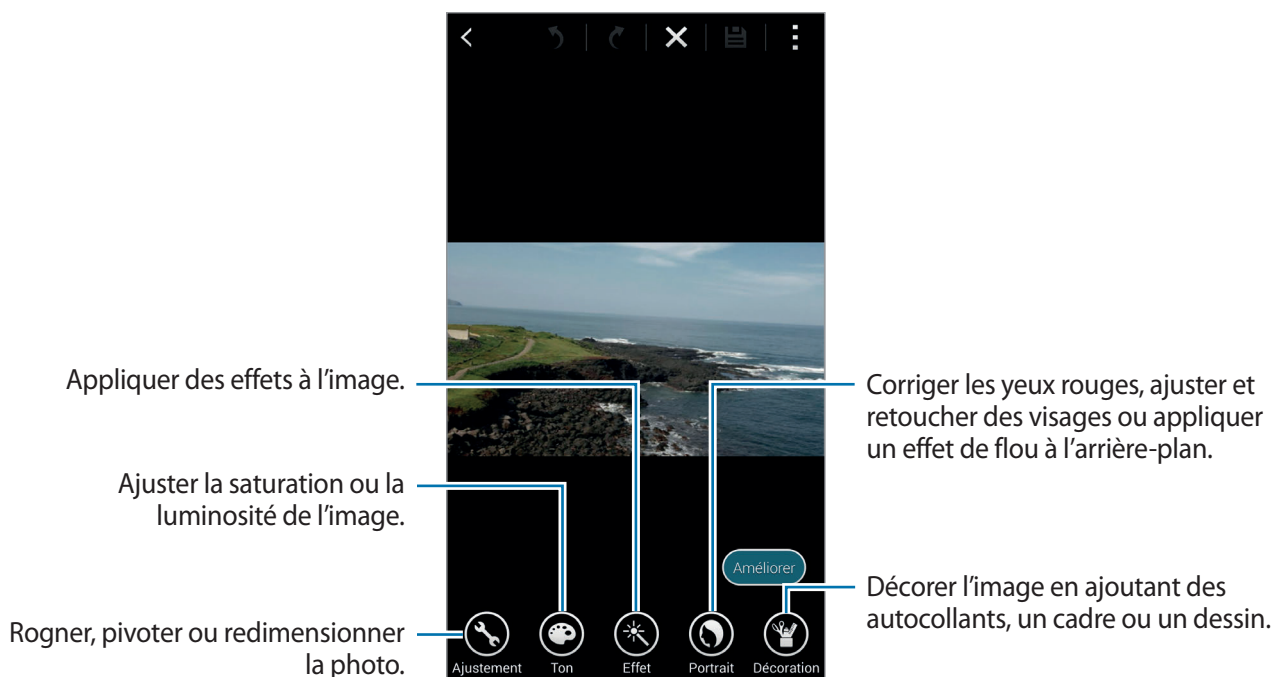 Appliquer des effets à l’image.
Ajuster la saturation ou la
luminosité de l’image.
Rogner, pivoter ou redimensionner
la photo.
Corriger les yeux rouges, ajuster et
retoucher des visages ou appliquer
un effet de flou à l’arrière-plan.
Améliorer
Décorer l’image en ajoutant des
autocollants, un cadre ou un dessin.
Ajustement Ton Effet Portrait Décoration